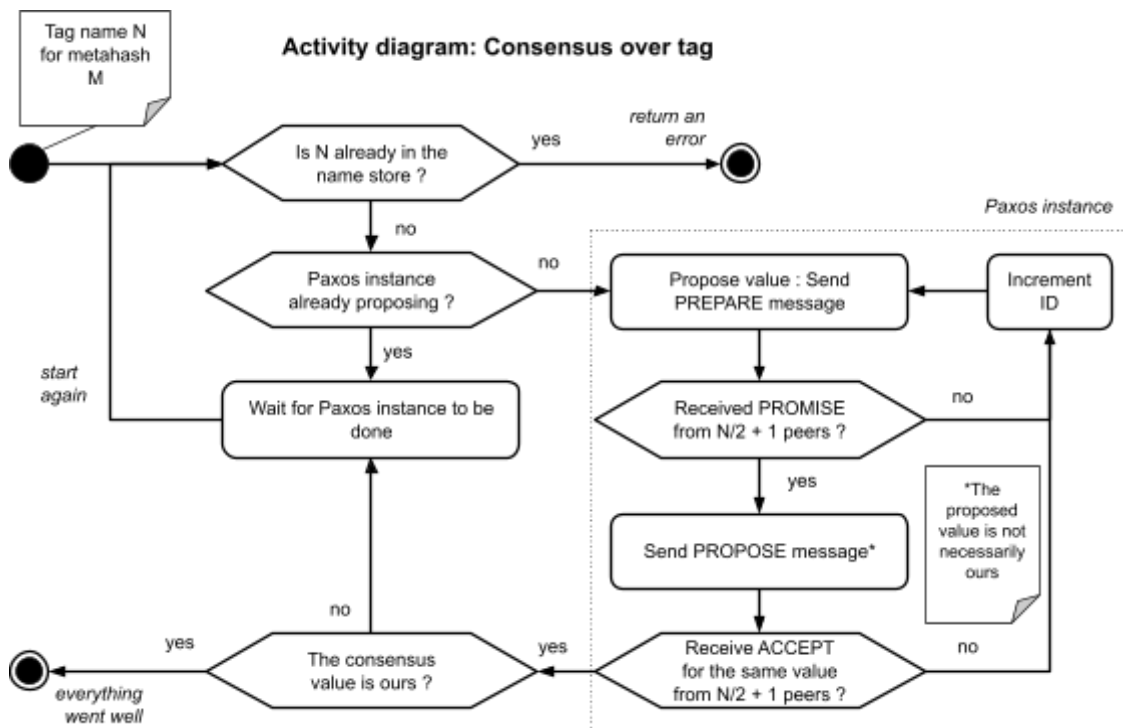 Tag name N
for metahash
M
Activity diagram: Consensus over tag
return an
error
Is N already in the
name store ?
yes
no
Paxos instance
Paxos instance
already proposing ?
no
yes
Propose value : Send
PREPARE message
Increment
ID
start
again
Wait for Paxos instance to be
done
Received PROMISE
from N/2 + 1 peers ?
no
yes
*The
proposed
value is not
necessarily
ours
Send PROPOSE message*
no
yes
The consensus
value is ours ?
yes
Receive ACCEPT
for the same value
from N/2 + 1 peers ?
no
everything
went well